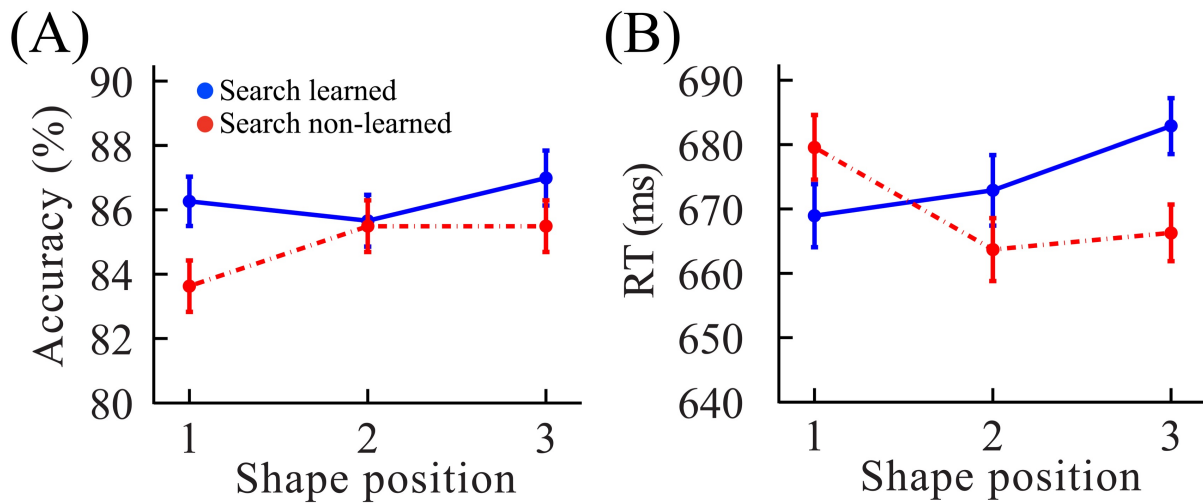 (A)
Accuracy (%)
90
88
86
84
82
80
Search learned
Search non-learned
1 2 3
Shape position
(B)
RT (ms)
690
680
670
660
650
640
1 2 3
Shape position